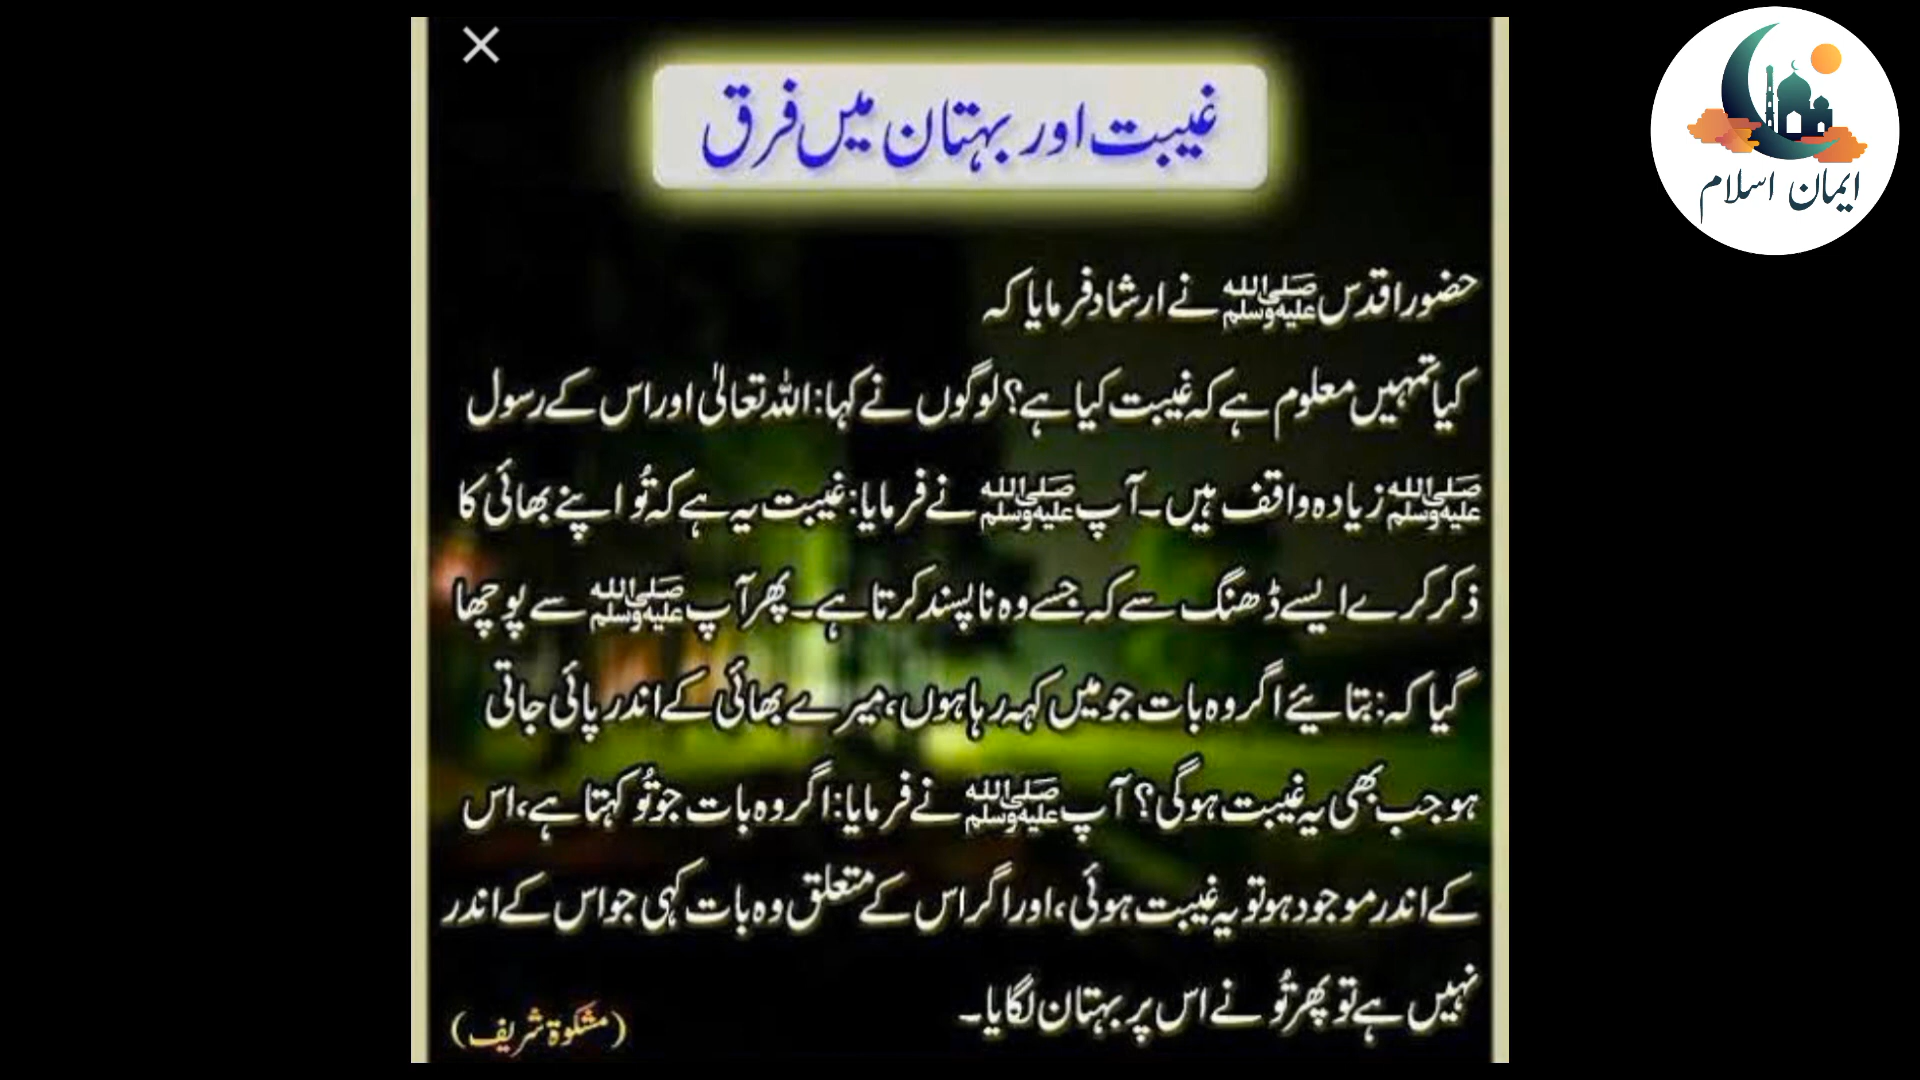 غیبت اور بہتان میں فرق
ایمان اسلام
حضور اقدس ﷺ نے ارشاد فرمایا کہ
کیا تمہیں معلوم ہے کہ غیبت کیا ہے؟ لوگوں نے کہا: اللہ تعالیٰ اور اس کے رسول
ﷺ زیادہ واقف ہیں۔ آپ ﷺ نے فرمایا: غیبت یہ ہے کہ تُو اپنے بھائی کا
ذکر کرے ایسے ڈھنگ سے کہ جسے وہ ناپسند کرتا ہے۔ پھر آپ ﷺ سے پوچھا
گیا کہ: بتایئے اگر وہ بات جو میں کہہ رہا ہوں، میرے بھائی کے اندر پائی جاتی
ہو جب بھی یہ غیبت ہوگی؟ آپ ﷺ نے فرمایا: اگر وہ بات جو تُو کہتا ہے، اس
کے اندر موجود ہو تو یہ غیبت ہوئی، اور اگر اس کے متعلق وہ بات کہی جو اس کے اندر
نہیں ہے تو پھر تُو نے اس پر بہتان لگایا۔
(مشکوۃ شریف)